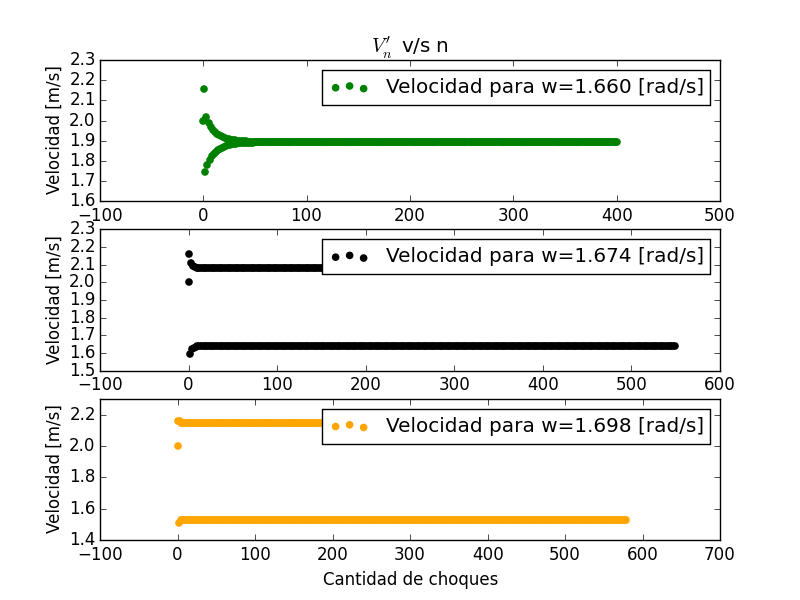 V′n v/s n
Velocidad [m/s]
2.3
2.2
2.1
2.0
1.9
1.8
1.7
1.6
Velocidad para w=1.660 [rad/s]
−100 0 100 200 300 400 500
Velocidad [m/s]
2.3
2.2
2.1
2.0
1.9
1.8
1.7
1.6
1.5
Velocidad para w=1.674 [rad/s]
−100 0 100 200 300 400 500 600
Velocidad [m/s]
2.2
2.0
1.8
1.6
1.4
Velocidad para w=1.698 [rad/s]
−100 0 100 200 300 400 500 600 700
Cantidad de choques